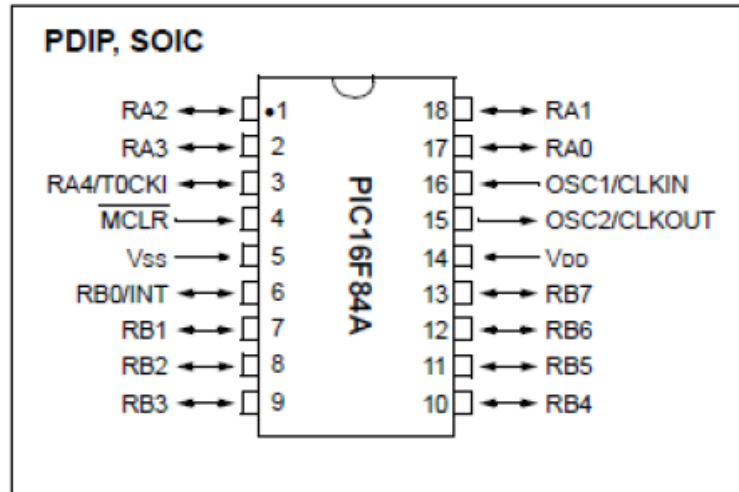 PDIP, SOIC
RA2 •1 18 RA1
RA3 2 17 RA0
RA4/T0CKI 3 16 OSC1/CLKIN
MCLR 4 15 OSC2/CLKOUT
Vss 5 14 VDD
RB0/INT 6 13 RB7
RB1 7 12 RB6
RB2 8 11 RB5
RB3 9 10 RB4
PIC16F84A